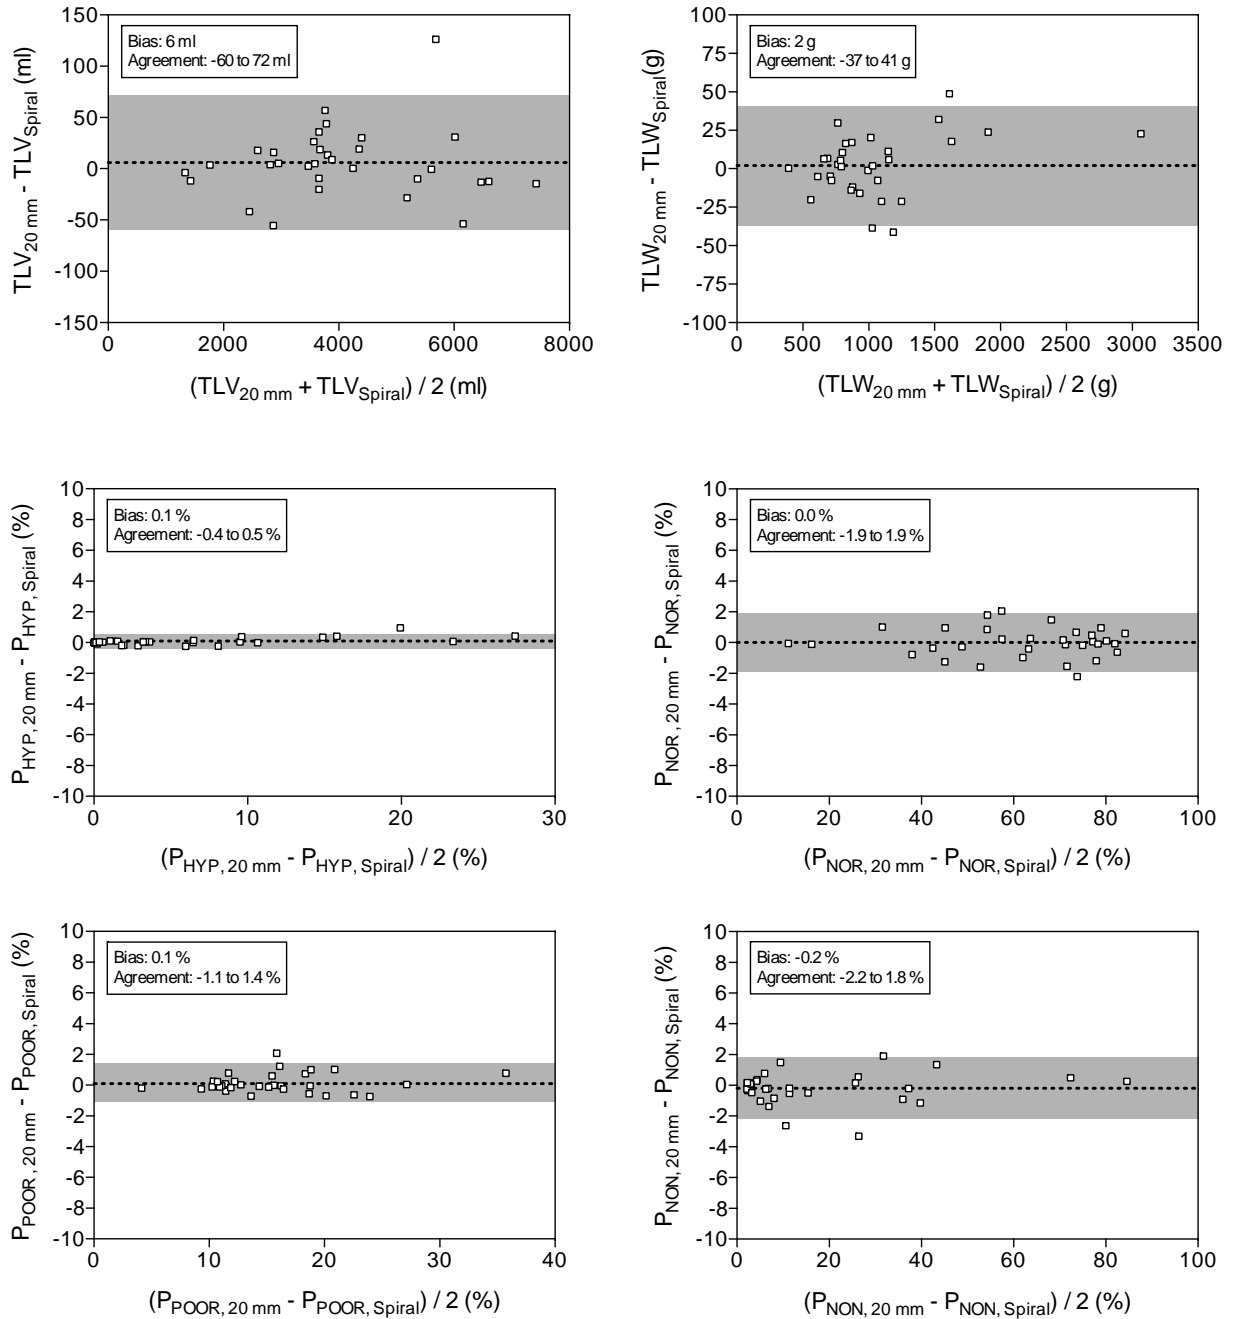 TLV20 mm - TLVSpiral (ml)
150
100
50
0
-50
-100
-150
Bias: 6 ml
Agreement: -60 to 72 ml
0 2000 4000 6000 8000
(TLV20 mm + TLVSpiral) / 2 (ml)
TLW20 mm - TLWSpiral(g)
100
75
50
25
0
-25
-50
-75
-100
Bias: 2 g
Agreement: -37 to 41 g
0 500 1000 1500 2000 2500 3000 3500
(TLW20 mm + TLWSpiral) / 2 (g)
PHYP, 20 mm - PHYP, Spiral (%)
10
8
6
4
2
0
-2
-4
-6
-8
-10
Bias: 0.1 %
Agreement: -0.4 to 0.5 %
0 10 20 30
(PHYP, 20 mm - PHYP, Spiral) / 2 (%)
PNOR, 20 mm - PNOR, Spiral (%)
10
8
6
4
2
0
-2
-4
-6
-8
-10
Bias: 0.0 %
Agreement: -1.9 to 1.9 %
0 20 40 60 80 100
(PNOR, 20 mm - PNOR, Spiral) / 2 (%)
PPOOR, 20 mm - PPOOR, Spiral (%)
10
8
6
4
2
0
-2
-4
-6
-8
-10
Bias: 0.1 %
Agreement: -1.1 to 1.4 %
0 10 20 30 40
(PPOOR, 20 mm - PPOOR, Spiral) / 2 (%)
PNON, 20 mm - PNON, Spiral (%)
10
8
6
4
2
0
-2
-4
-6
-8
-10
Bias: -0.2 %
Agreement: -2.2 to 1.8 %
0 20 40 60 80 100
(PNON, 20 mm - PNON, Spiral) / 2 (%)